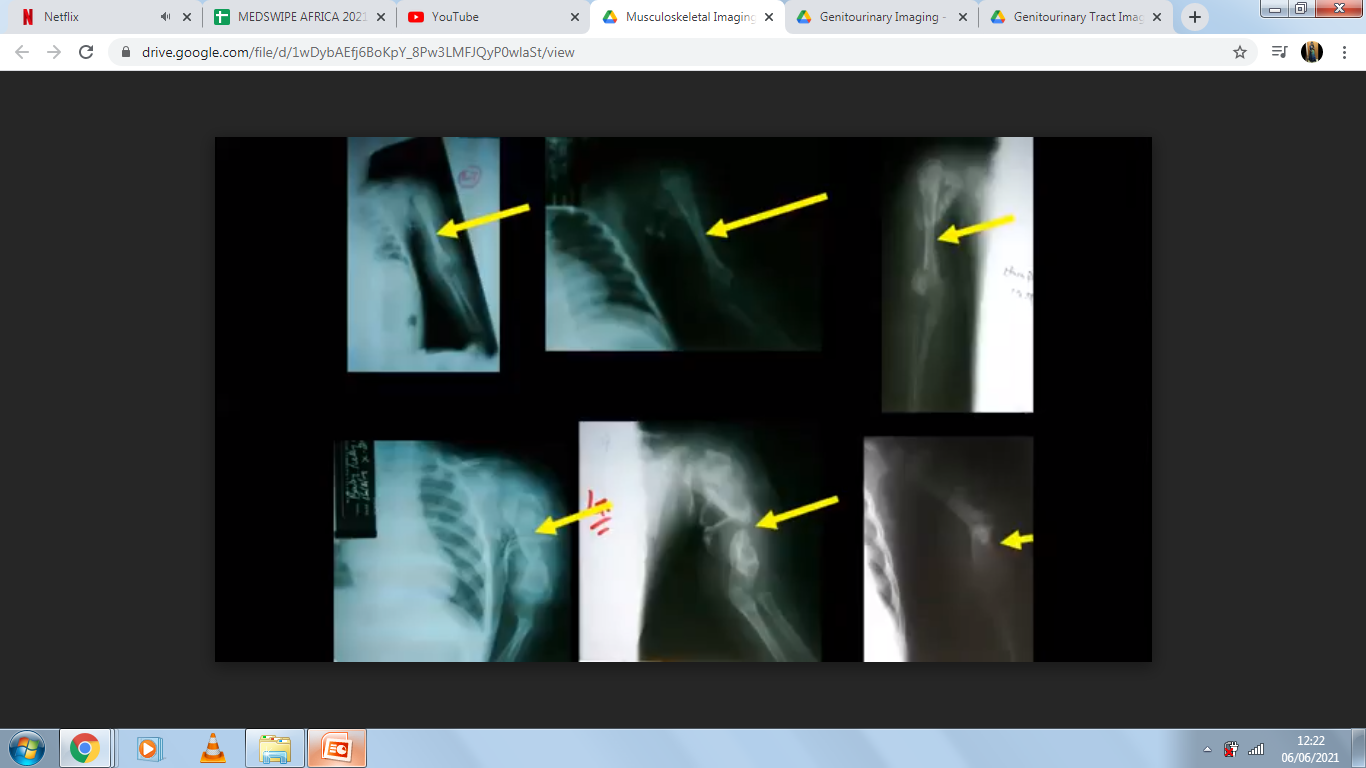 Netflix
MEDSWIPE AFRICA 2021
YouTube
Musculoskeletal Imaging
Genitourinary Imaging -
Genitourinary Tract Imag
drive.google.com/file/d/1wDybAEfj6BoKpY_8Pw3LMFJQyP0wlaSt/view
LT
12:22
06/06/2021